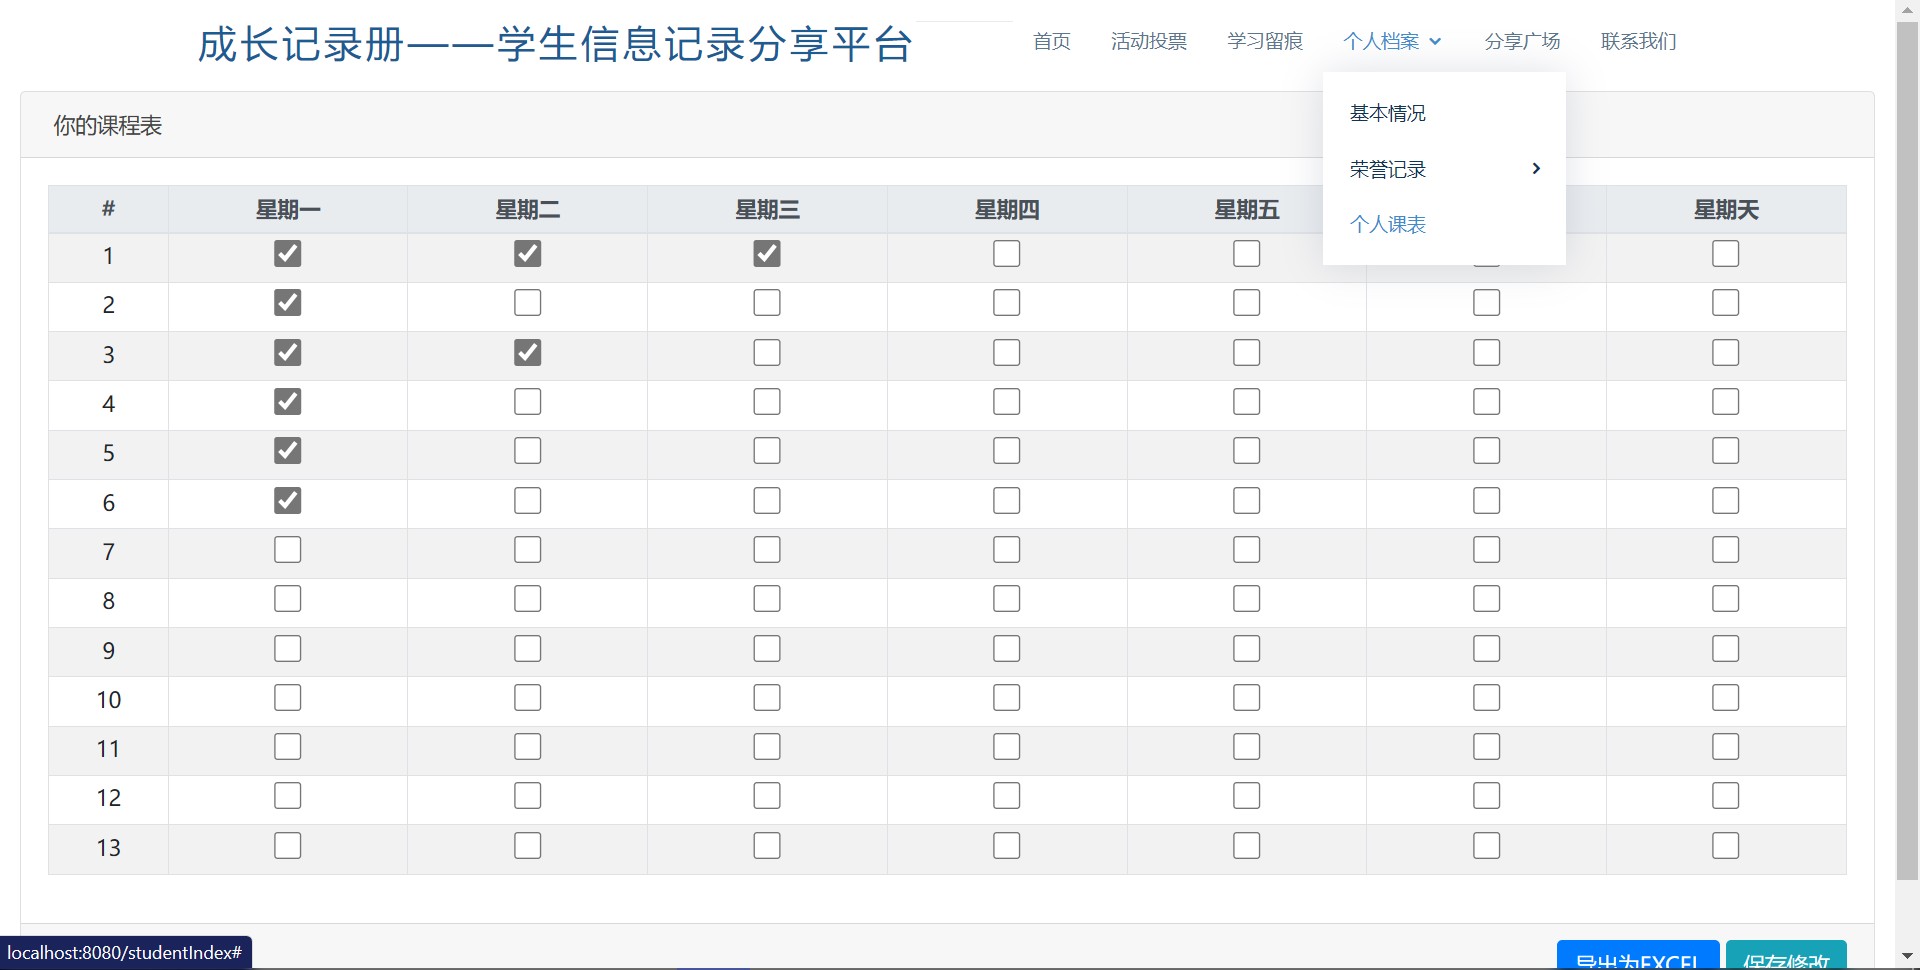 成长记录册——学生信息记录分享平台
首页 活动投票 学习留痕 个人档案 分享广场 联系我们
基本情况
你的课程表
荣誉记录
个人课表
# 星期一 星期二 星期三 星期四 星期五 星期天
1
2
3
4
5
6
7
8
9
10
11
12
13
localhost:8080/studentIndex#
导出为EXCEL 保存修改